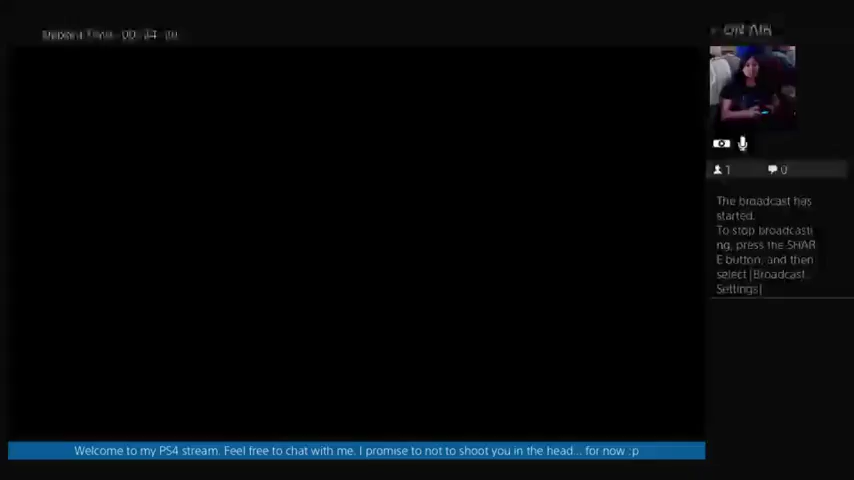 ON AIR
1
0
The broadcast has
started.
To stop broadcasti
ng, press the SHAR
E button, and then
select [Broadcast
Settings]
Welcome to my PS4 stream. Feel free to chat with me. I promise to not to shoot you in the head... for now :p